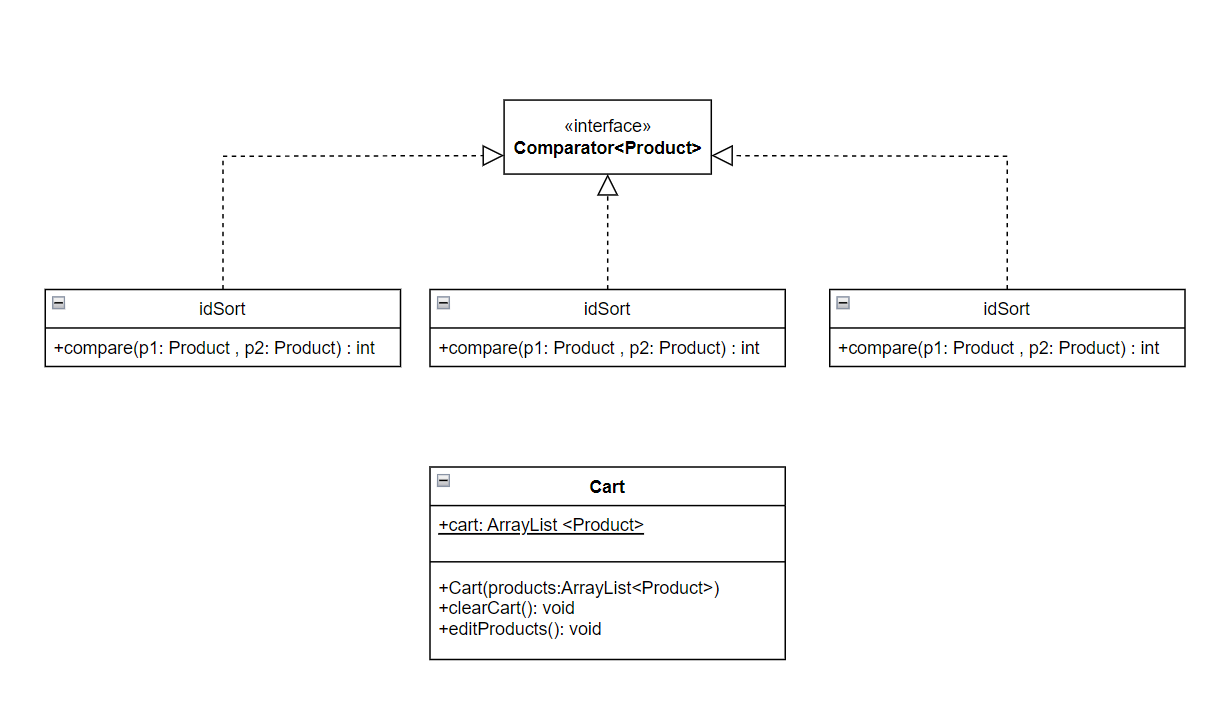 «interface»
Comparator<Product>
idSort
+compare(p1: Product , p2: Product) : int
idSort
+compare(p1: Product , p2: Product) : int
idSort
+compare(p1: Product , p2: Product) : int
Cart
+cart: ArrayList <Product>
+Cart(products:ArrayList<Product>)
+clearCart(): void
+editProducts(): void